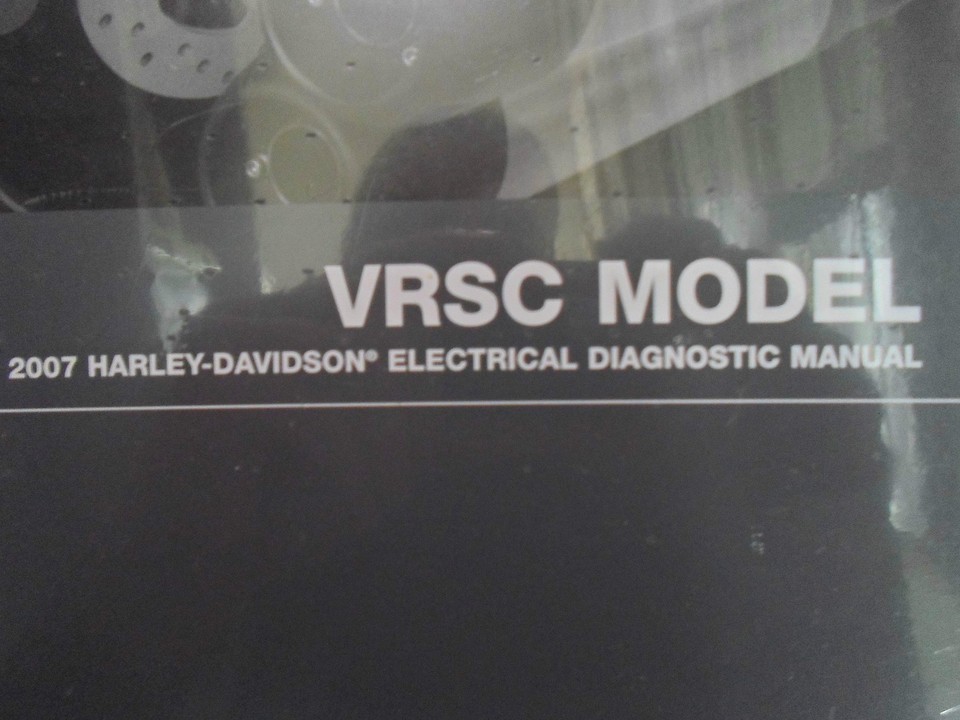 VRSC MODEL
2007 HARLEY-DAVIDSON® ELECTRICAL DIAGNOSTIC MANUAL